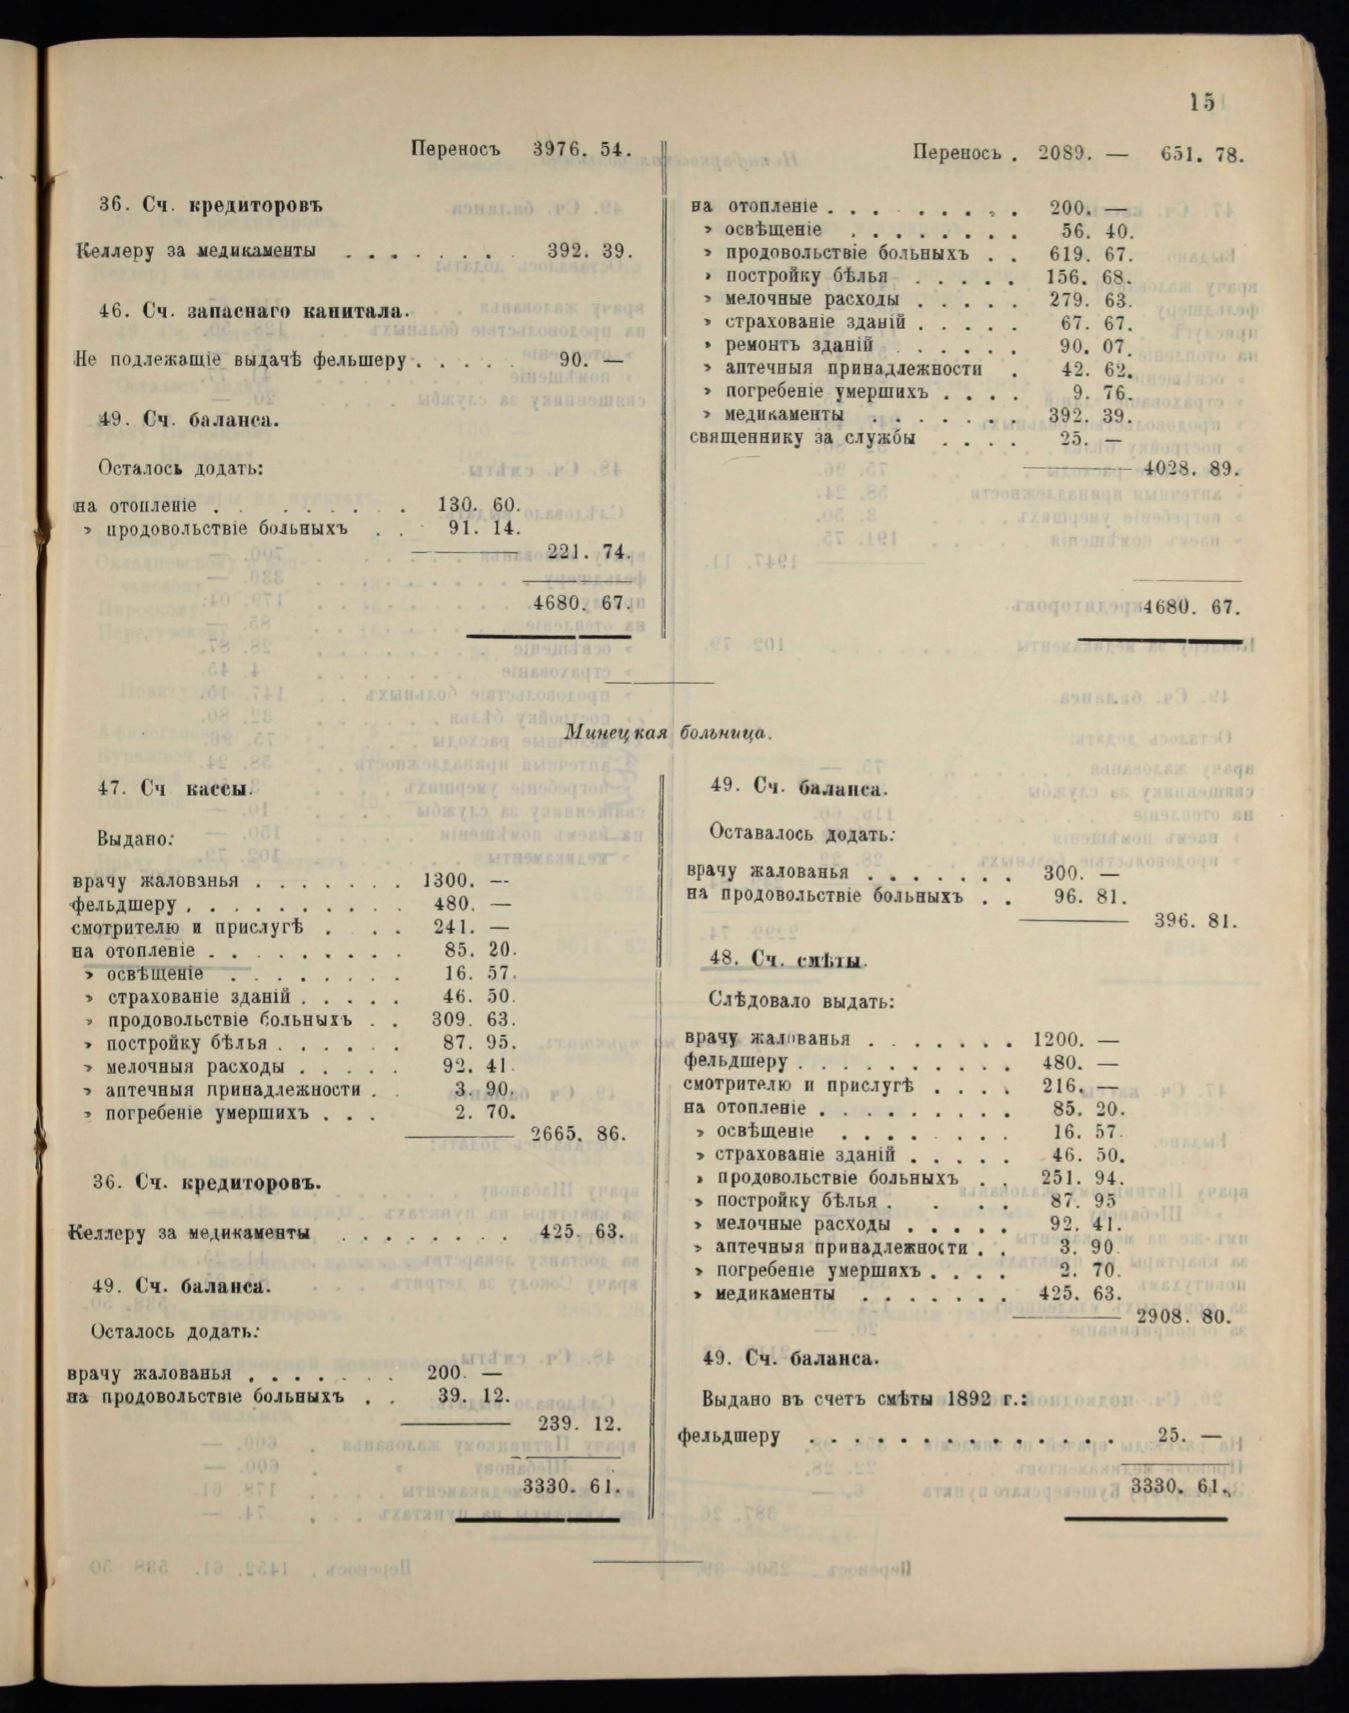 15
Переносъ 3976. 54.
36. Сч. кредиторовъ
Келлеру за медикаменты . . . . . . . 392. 39.
46. Сч. запаснаго капитала.
Не подлежащіе выдачѣ фельшеру . . . . . 90. —
49. Сч. баланса.
Осталось додать:
на отопленіе . . . . . . . 130. 60.
» продовольствіе больныхъ . . 91. 14.
221. 74.
4680. 67.
Переносъ . 2089. — 651. 78.
на отопленіе . . . . . . . . 200. —
» освѣщеніе . . . . . . . . 56. 40.
» продовольствіе больныхъ . . 619. 67.
» постройку бѣлья . . . . . 156. 68.
» мелочные расходы . . . . . 279. 63.
» страхованіе зданій . . . . . 67. 67.
» ремонтъ зданій . . . . . . 90. 07.
» аптечныя принадлежности . 42. 62.
» погребеніе умершихъ . . . . 9. 76.
» медикаменты . . . . . . . 392. 39.
священнику за службы . . . . 25. —
4028. 89.
4680. 67.
Минецкая больница.
47. Сч кассы.
Выдано:
врачу жалованья . . . . . . . 1300. —
фельдшеру . . . . . . . . . . 480. —
смотрителю и прислугѣ . . . 241. —
на отопленіе . . . . . . . . . 85. 20.
» освѣщеніе . . . . . . . . 16. 57.
» страхованіе зданій . . . . . 46. 50.
» продовольствіе больныхъ . . 309. 63.
» постройку бѣлья . . . . . . 87. 95.
» мелочныя расходы . . . . . 92. 41
» аптечныя принадлежности . . 3. 90.
» погребеніе умершихъ . . . 2. 70.
2665. 86.
36. Сч. кредиторовъ.
Келлеру за медикаменты . . . . . . . . 425. 63.
49. Сч. баланса.
Осталось додать:
врачу жалованья . . . . . . . 200. —
на продовольствіе больныхъ . . 39. 12.
239. 12.
3330. 61.
49. Сч. баланса.
Оставалось додать:
врачу жалованья . . . . . . . 300. —
на продовольствіе больныхъ . . 96. 81.
396. 81.
48. Сч. смѣты.
Слѣдовало выдать:
врачу жалованья . . . . . . . 1200. —
фельдшеру . . . . . . . . . . 480. —
смотрителю и прислугѣ . . . . 216. —
на отопленіе . . . . . . . . . 85. 20.
» освѣщеніе . . . . . . . 16. 57.
» страхованіе зданій . . . . . 46. 50.
» продовольствіе больныхъ . . 251. 94.
» постройку бѣлья . . . . 87. 95
» мелочные расходы . . . . . 92. 41.
» аптечныя принадлежности . . 3. 90
» погребеніе умершихъ . . . . 2. 70.
» медикаменты . . . . . . . 425. 63.
2908. 80.
49. Сч. баланса.
Выдано въ счетъ смѣты 1892 г.:
фельдшеру . . . . . . . . . . . . . . 25. —
3330. 61.